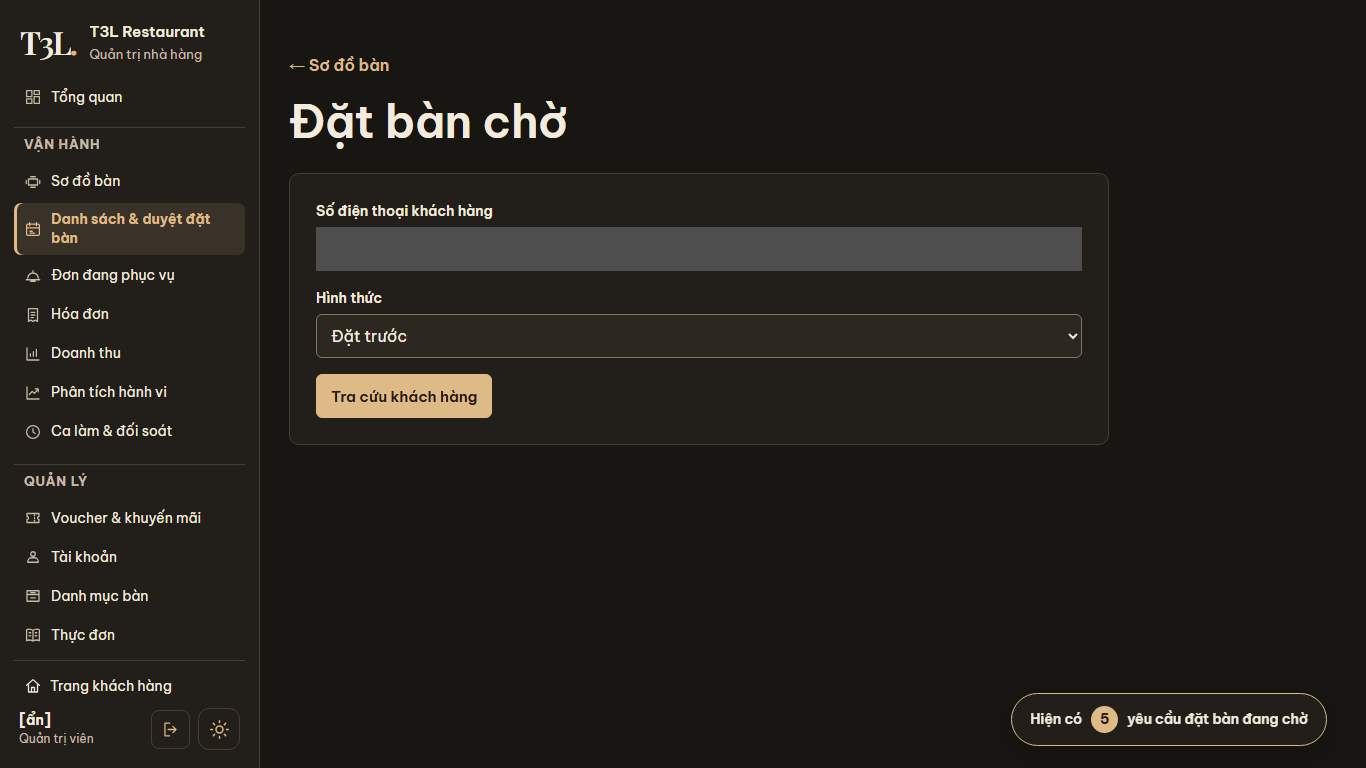 T3L.
T3L Restaurant
Quản trị nhà hàng
Tổng quan
VẬN HÀNH
Sơ đồ bàn
Danh sách & duyệt đặt
bàn
Đơn đang phục vụ
Hóa đơn
Doanh thu
Phân tích hành vi
Ca làm & đối soát
QUẢN LÝ
Voucher & khuyến mãi
Tài khoản
Danh mục bàn
Thực đơn
Trang khách hàng
[ẩn]
Quản trị viên
← Sơ đồ bàn
Đặt bàn chờ
Số điện thoại khách hàng
Hình thức
Đặt trước
Tra cứu khách hàng
Hiện có 5 yêu cầu đặt bàn đang chờ